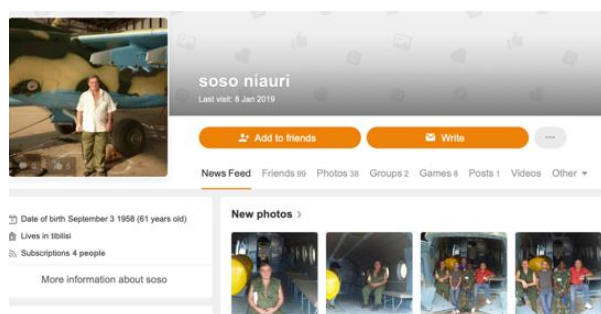 soso niauri
Last visit: 8 Jan 2019
Add to friends
Write
News Feed Friends 99 Photos 38 Groups 2 Games 8 Posts 1 Videos Other
Date of birth September 3 1958 (61 years old)
Lives in tibilisi
Subscriptions 4 people
More information about soso
New photos